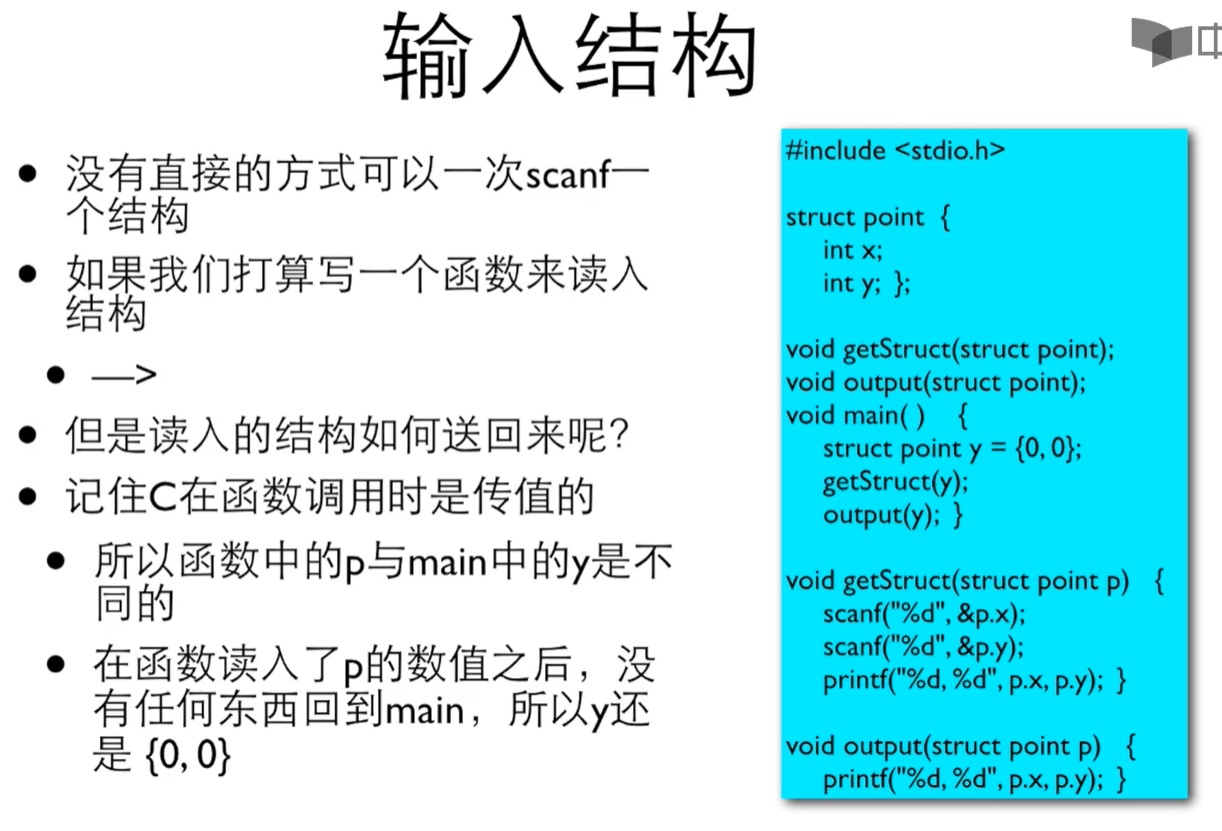 输入结构
没有直接的方式可以一次scanf一
个结构
如果我们打算写一个函数来读入
结构
—>
但是读入的结构如何送回来呢？
记住C在函数调用时是传值的
所以函数中的p与main中的y是不
同的
在函数读入了p的数值之后，没
有任何东西回到main，所以y还
是 {0, 0}
#include <stdio.h>
struct point {
int x;
int y; };
void getStruct(struct point);
void output(struct point);
void main( ) {
struct point y = {0, 0};
getStruct(y);
output(y); }
void getStruct(struct point p) {
scanf("%d", &p.x);
scanf("%d", &p.y);
printf("%d, %d", p.x, p.y); }
void output(struct point p) {
printf("%d, %d", p.x, p.y); }